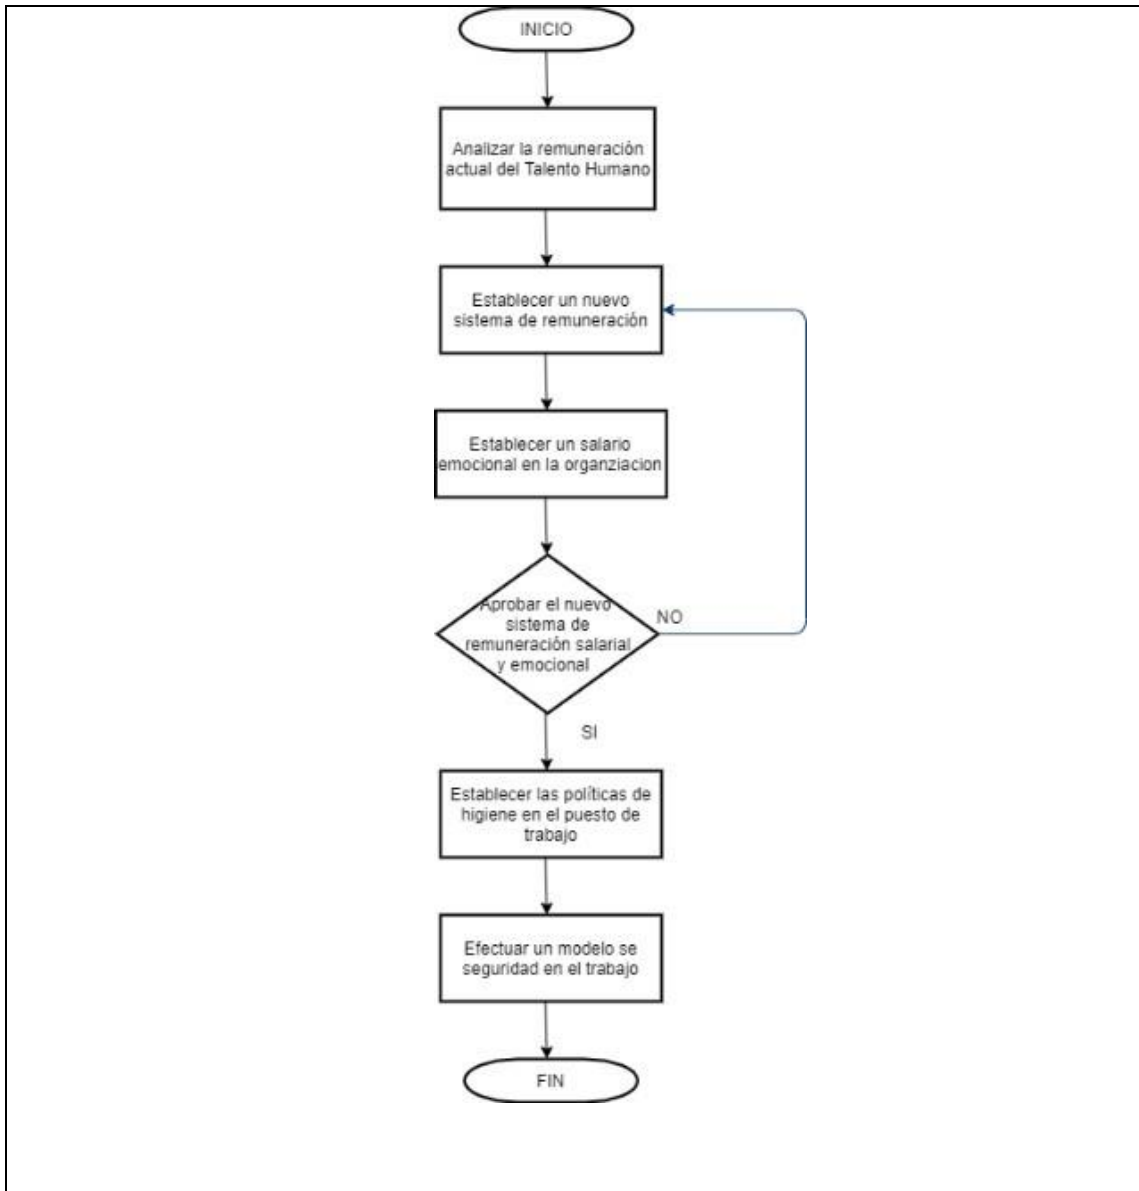 INICIO
Analizar la remuneración
actual del Talento Humano
Establecer un nuevo
sistema de remuneración
Establecer un salario
emocional en la organziacion
Aprobar el nuevo
sistema de
remuneración salarial
y emocional
NO
SI
Establecer las políticas de
higiene en el puesto de
trabajo
Efectuar un modelo se
seguridad en el trabajo
FIN